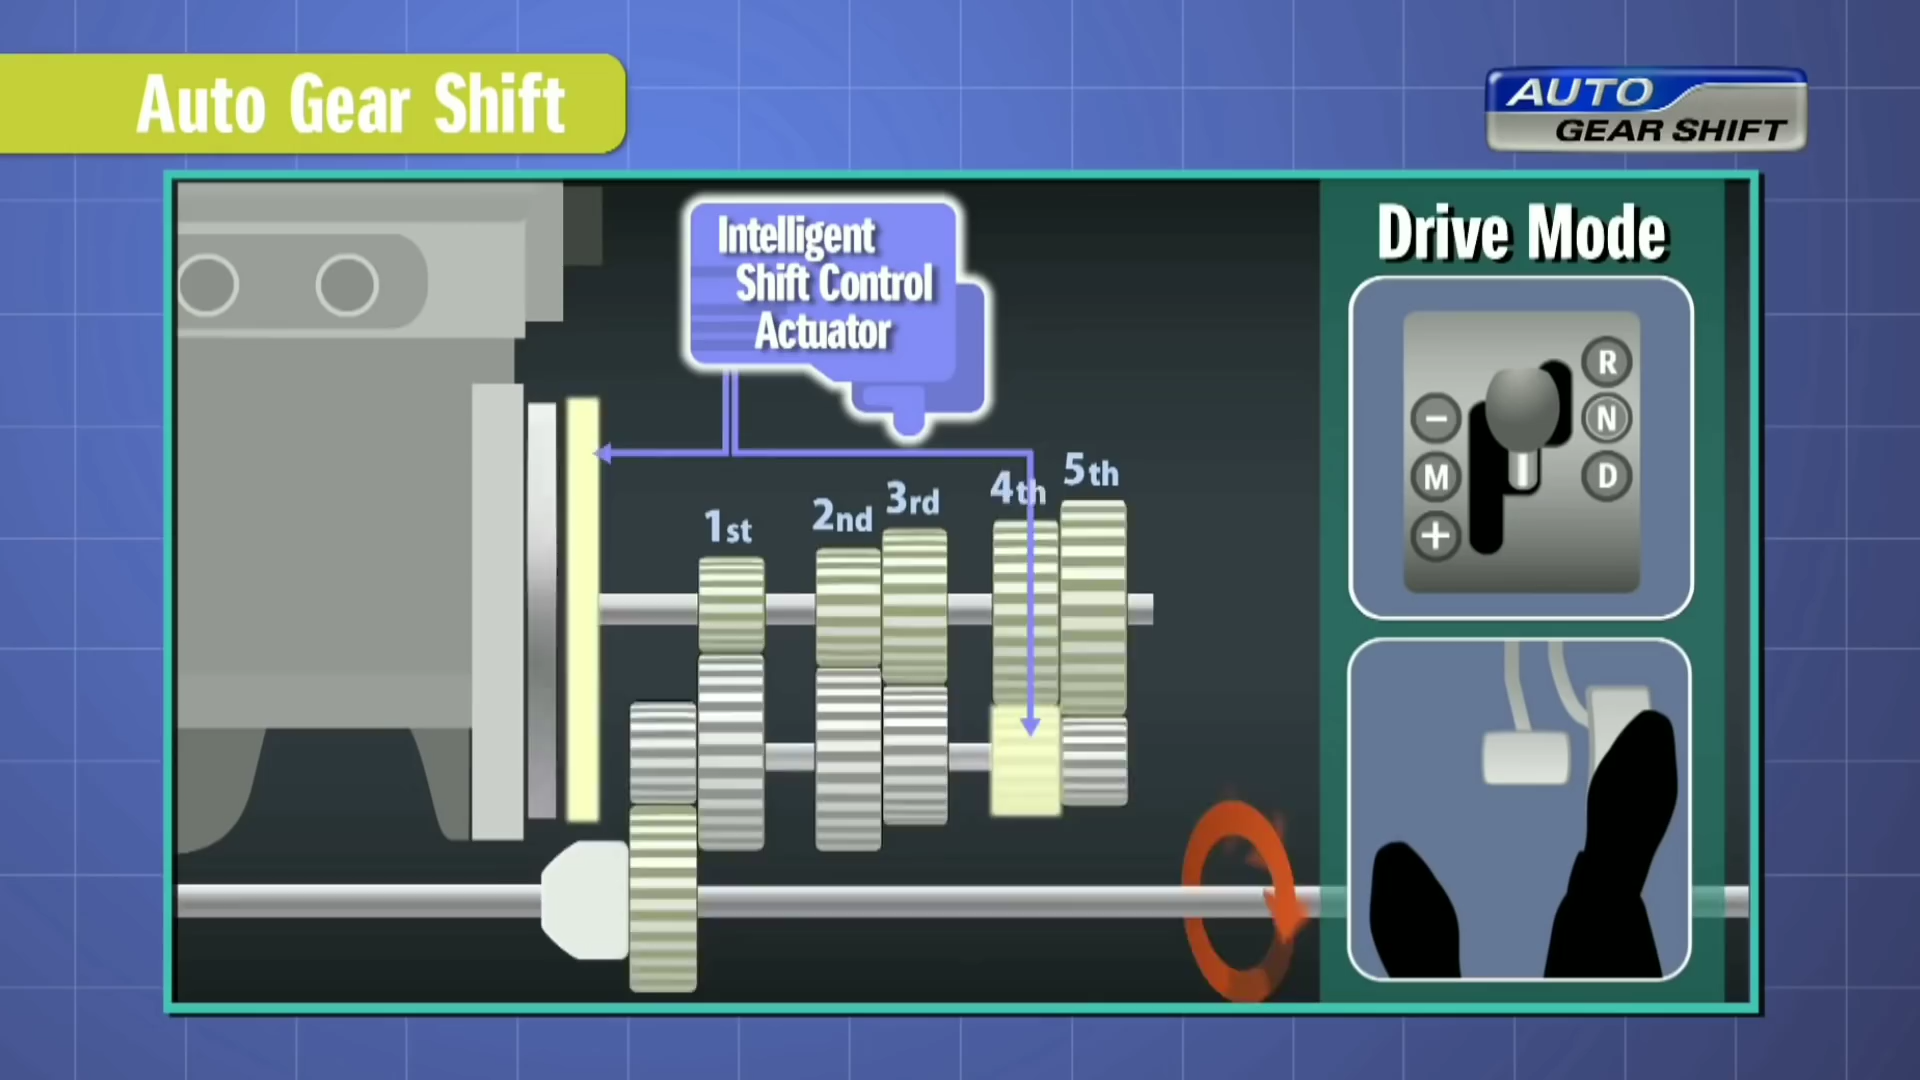 Auto Gear Shift
AUTO
GEAR SHIFT
Intelligent
Shift Control
Actuator
1st
2nd
3rd
4th
5th
Drive Mode
R
N
D
−
M
+